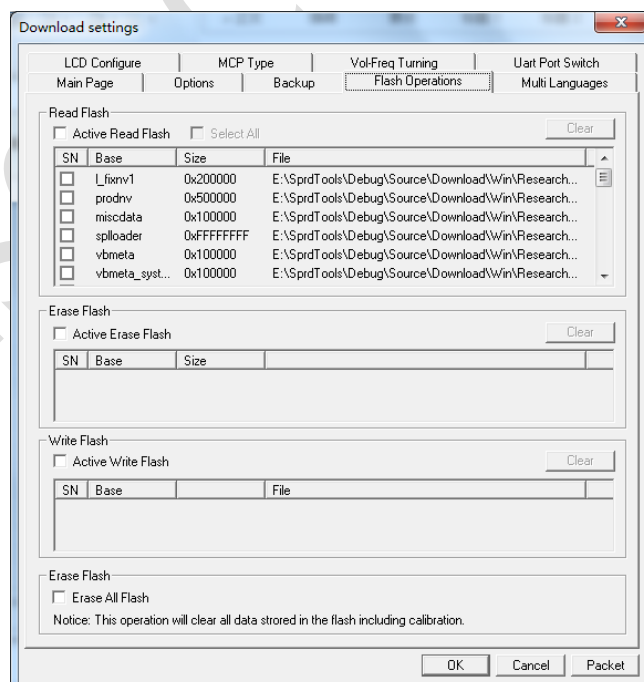 Download settings
LCD Configure MCP Type Vol-Freq Turning Uart Port Switch
Main Page Options Backup Flash Operations Multi Languages
Read Flash
Active Read Flash Select All Clear
SN Base Size File
l_fixnv1 0x200000 E:\SprdTools\Debug\Source\Download\Win\Research...
prodnv 0x500000 E:\SprdTools\Debug\Source\Download\Win\Research...
miscdata 0x100000 E:\SprdTools\Debug\Source\Download\Win\Research...
splloader 0xFFFFFFFF E:\SprdTools\Debug\Source\Download\Win\Research...
vbmeta 0x100000 E:\SprdTools\Debug\Source\Download\Win\Research...
vbmeta_syst... 0x100000 E:\SprdTools\Debug\Source\Download\Win\Research...
Erase Flash
Active Erase Flash Clear
SN Base Size
Write Flash
Active Write Flash Clear
SN Base File
Erase Flash
Erase All Flash
Notice: This operation will clear all data strored in the flash including calibration.
OK Cancel Packet